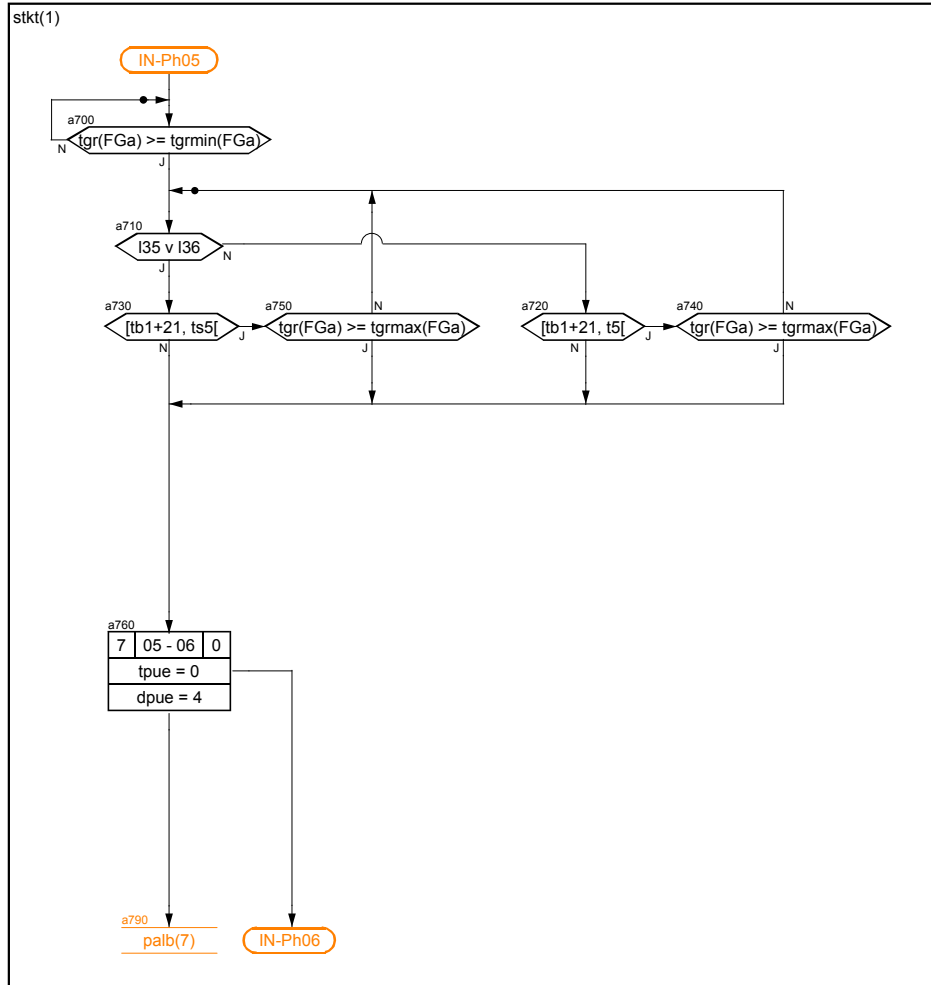 stkt(1)
IN-Ph05
a700
tgr(FGa) >= tgrmin(FGa)
N
J
a710
l35 v l36
N
J
a730
[tb1+21, ts5[
J
N
a750
N
tgr(FGa) >= tgrmax(FGa)
J
a720
[tb1+21, t5[
J
N
a740
N
tgr(FGa) >= tgrmax(FGa)
J
a760
7 05 - 06 0
tpue = 0
dpue = 4
a790
palb(7)
IN-Ph06